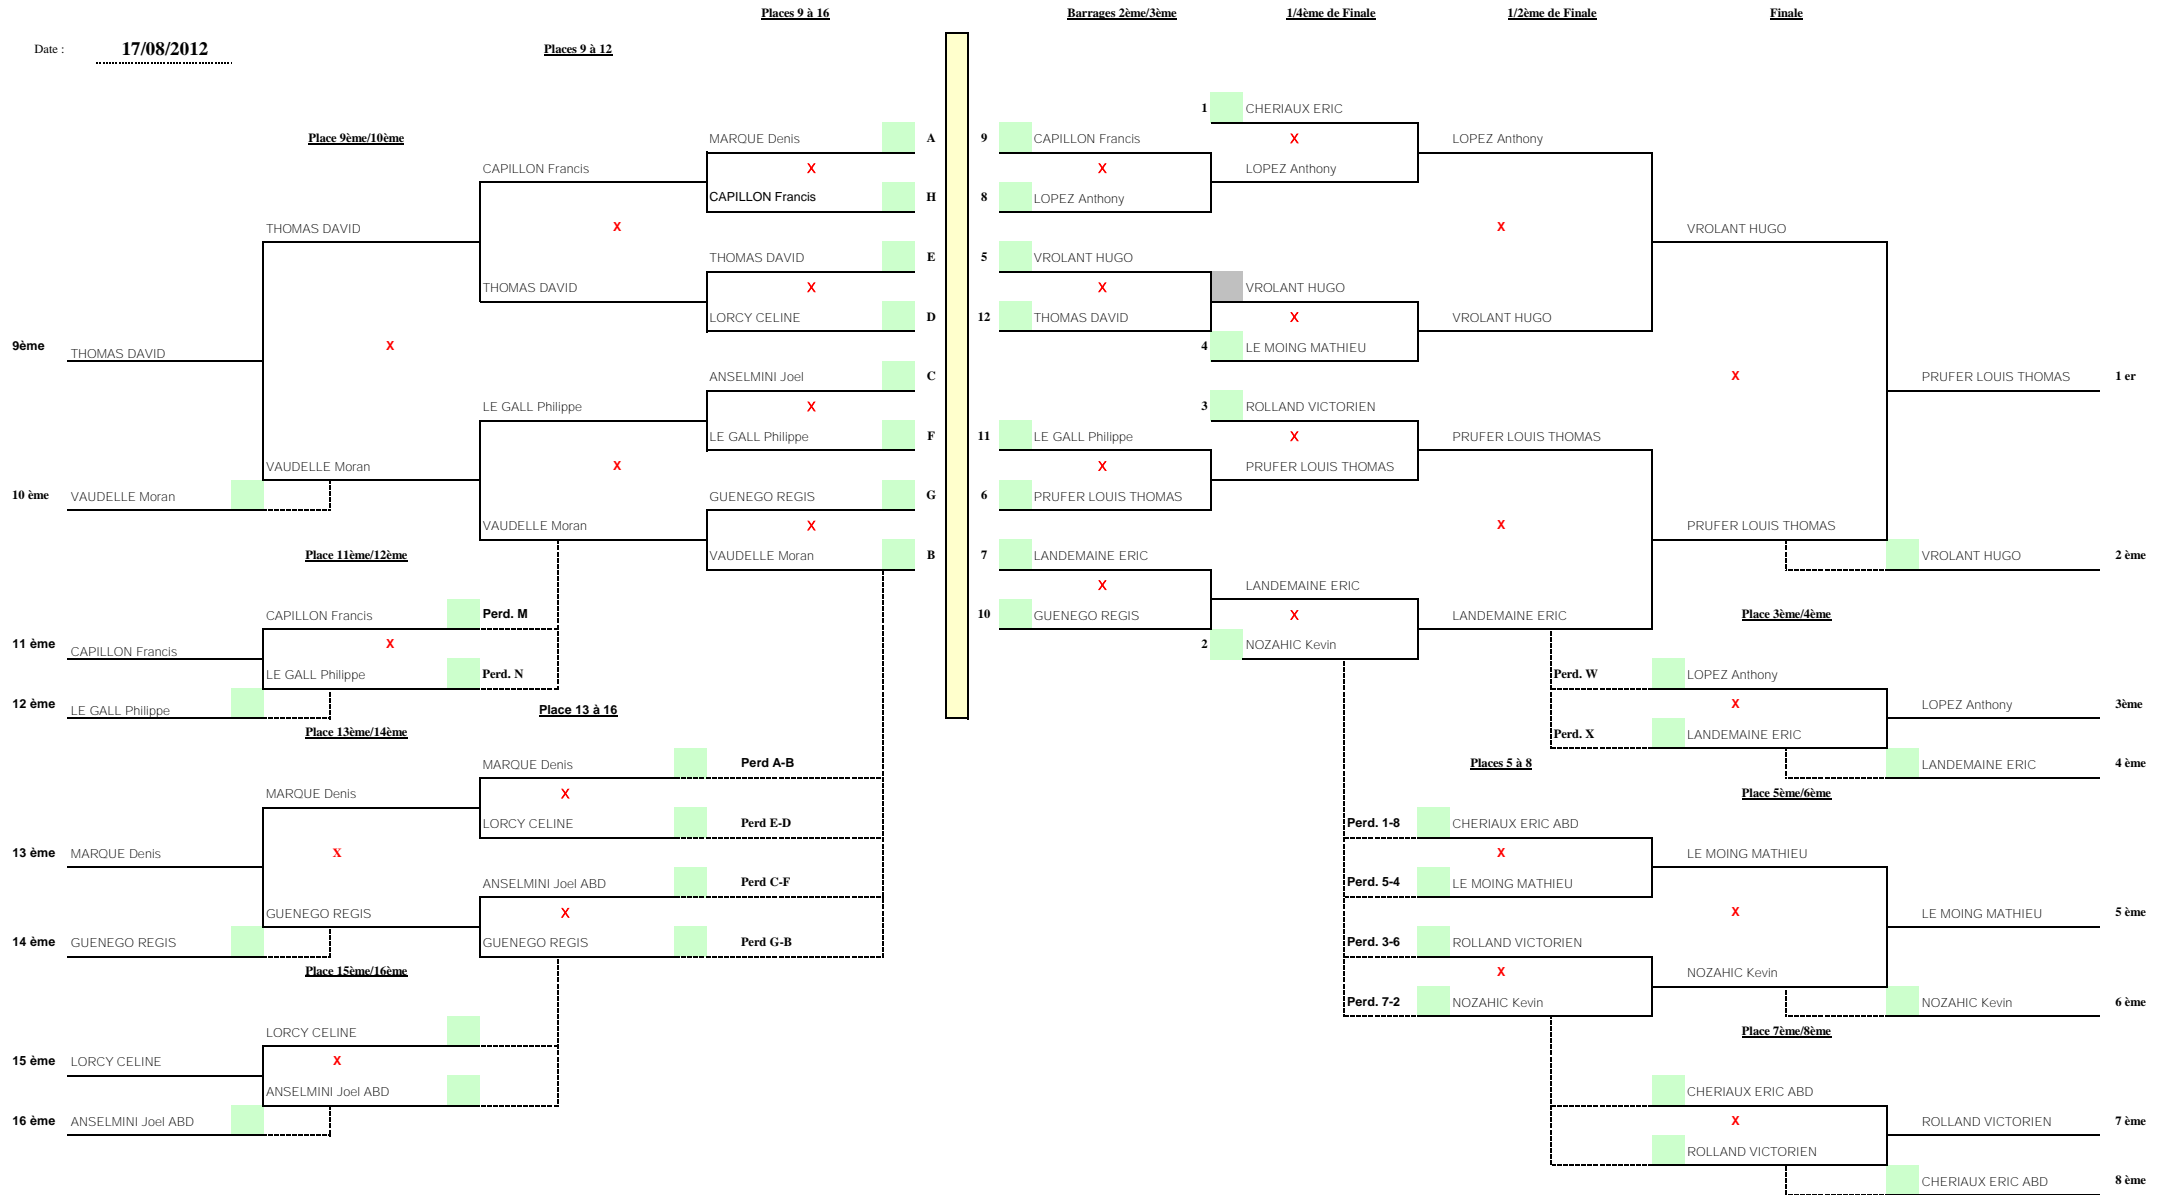 Places 9 à 16
Barrages 2ème/3ème
1/4ème de Finale
1/2ème de Finale
Finale
Date :
17/08/2012
Places 9 à 12
Place 9ème/10ème
MARQUE Denis
A
X
CAPILLON Francis
H
CAPILLON Francis
X
THOMAS DAVID
THOMAS DAVID
E
X
THOMAS DAVID
LORCY CELINE
D
9ème
THOMAS DAVID
X
ANSELMINI Joel
C
X
LE GALL Philippe
LE GALL Philippe
F
X
VAUDELLE Moran
10 ème
VAUDELLE Moran
GUENEGO REGIS
G
X
VAUDELLE Moran
VAUDELLE Moran
B
Place 11ème/12ème
CAPILLON Francis
Perd. M
11 ème
CAPILLON Francis
X
LE GALL Philippe
Perd. N
12 ème
LE GALL Philippe
Place 13 à 16
Place 13ème/14ème
MARQUE Denis
Perd A-B
MARQUE Denis
X
LORCY CELINE
Perd E-D
13 ème
MARQUE Denis
X
ANSELMINI Joel ABD
Perd C-F
GUENEGO REGIS
X
14 ème
GUENEGO REGIS
GUENEGO REGIS
Perd G-B
Place 15ème/16ème
LORCY CELINE
15 ème
LORCY CELINE
X
ANSELMINI Joel ABD
16 ème
ANSELMINI Joel ABD
1
CHERIAUX ERIC
9
CAPILLON Francis
X
LOPEZ Anthony
X
LOPEZ Anthony
8
LOPEZ Anthony
X
VROLANT HUGO
5
VROLANT HUGO
X
VROLANT HUGO
12
THOMAS DAVID
X
VROLANT HUGO
4
LE MOING MATHIEU
X
PRUFER LOUIS THOMAS
1 er
3
ROLLAND VICTORIEN
11
LE GALL Philippe
X
PRUFER LOUIS THOMAS
X
PRUFER LOUIS THOMAS
6
PRUFER LOUIS THOMAS
X
PRUFER LOUIS THOMAS
7
LANDEMAINE ERIC
VROLANT HUGO
2 ème
X
LANDEMAINE ERIC
10
GUENEGO REGIS
X
LANDEMAINE ERIC
Place 3ème/4ème
2
NOZAHIC Kevin
Perd. W
LOPEZ Anthony
X
LOPEZ Anthony
3ème
Perd. X
LANDEMAINE ERIC
Places 5 à 8
LANDEMAINE ERIC
4 ème
Place 5ème/6ème
Perd. 1-8
CHERIAUX ERIC ABD
X
LE MOING MATHIEU
Perd. 5-4
LE MOING MATHIEU
X
LE MOING MATHIEU
5 ème
Perd. 3-6
ROLLAND VICTORIEN
X
NOZAHIC Kevin
Perd. 7-2
NOZAHIC Kevin
NOZAHIC Kevin
6 ème
Place 7ème/8ème
CHERIAUX ERIC ABD
X
ROLLAND VICTORIEN
7 ème
ROLLAND VICTORIEN
CHERIAUX ERIC ABD
8 ème